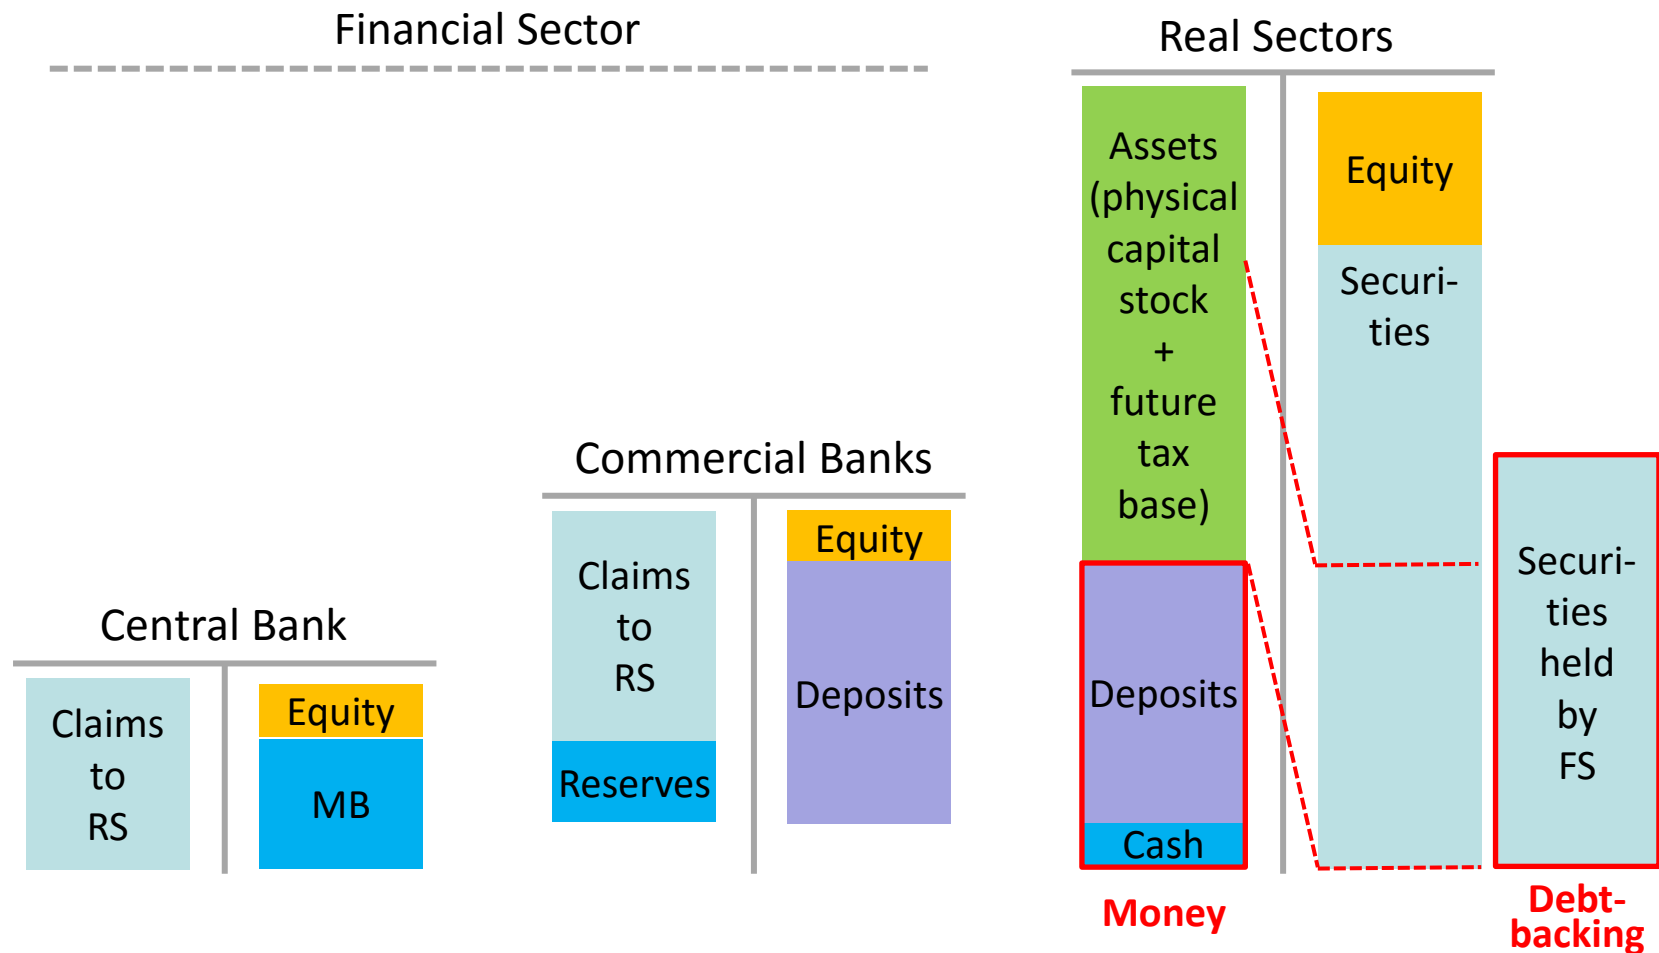 Financial Sector
Real Sectors
Central Bank
Claims
to
RS
Equity
MB
Commercial Banks
Claims
to
RS
Reserves
Equity
Deposits
Assets
(physical
capital
stock
+
future
tax
base)
Deposits
Cash
Money
Equity
Securi-
ties
Securi-
ties
held
by
FS
Debt-
backing